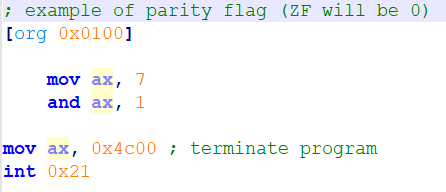 ; example of parity flag (ZF will be 0)
[org 0x0100]
mov ax, 7
and ax, 1
mov ax, 0x4c00 ; terminate program
int 0x21